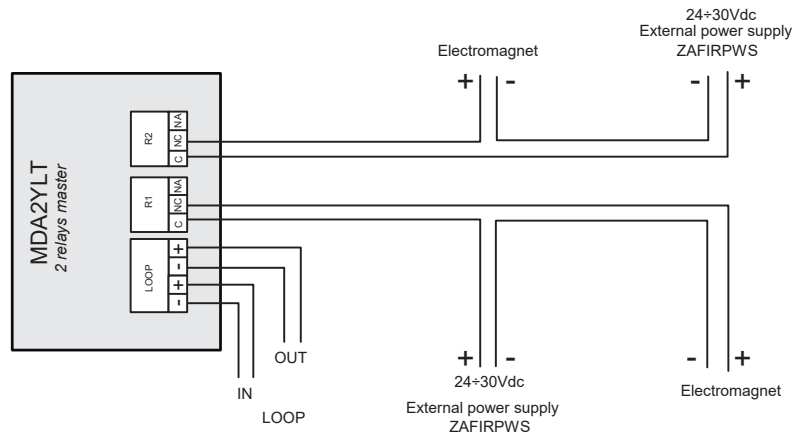 24÷30Vdc
External power supply
ZAFIRPWS
Electromagnet
+ -
- +
MDA2YLT
2 relays master
R2
NA
NC
C
R1
NA
NC
C
LOOP
+
-
+
-
OUT
IN
LOOP
+ -
24÷30Vdc
External power supply
ZAFIRPWS
- +
Electromagnet